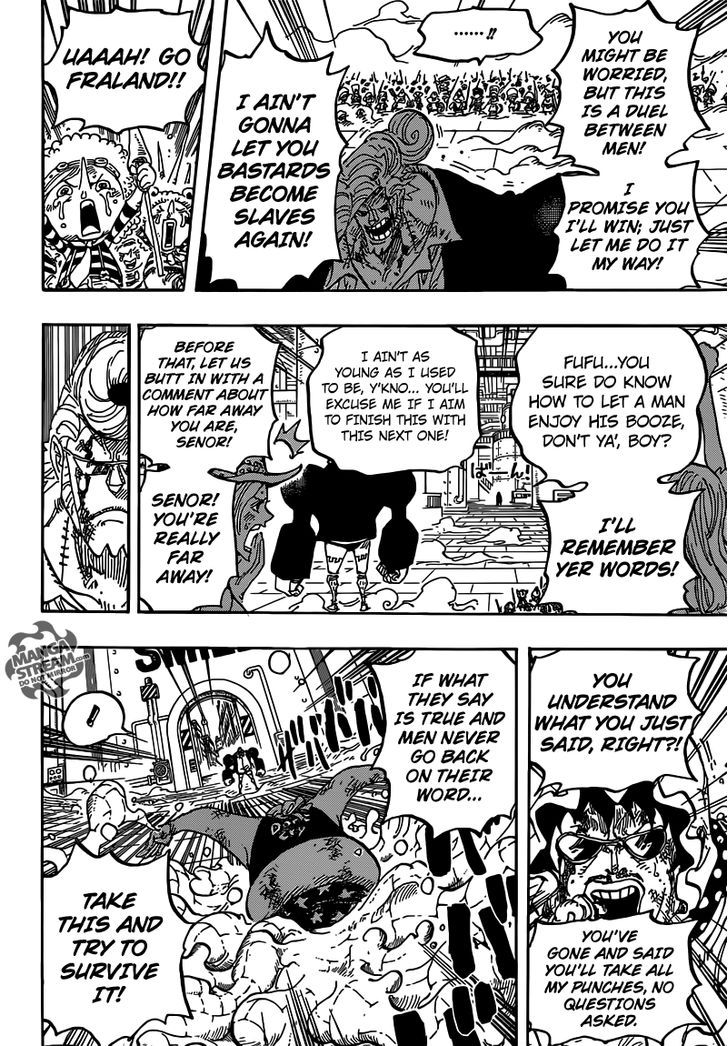 YOU
MIGHT BE
WORRIED,
BUT THIS
IS A DUEL
BETWEEN
MEN!
I
PROMISE YOU
I'LL WIN; JUST
LET ME DO IT
MY WAY!
......!!
I AIN'T
GONNA
LET YOU
BASTARDS
BECOME
SLAVES
AGAIN!
UAAAH! GO
FRALAND!!
FUFU...YOU
SURE DO KNOW
HOW TO LET A MAN
ENJOY HIS BOOZE,
DON'T YA', BOY?
I'LL
REMEMBER
YER WORDS!
I AIN'T AS
YOUNG AS I USED
TO BE, Y'KNO... YOU'LL
EXCUSE ME IF I AIM
TO FINISH THIS WITH
THIS NEXT ONE!
BEFORE
THAT, LET US
BUTT IN WITH A
COMMENT ABOUT
HOW FAR AWAY
YOU ARE,
SENOR!
SENOR!
YOU'RE
REALLY
FAR
AWAY!
YOU
UNDERSTAND
WHAT YOU JUST
SAID, RIGHT?!
YOU'VE
GONE AND SAID
YOU'LL TAKE ALL
MY PUNCHES, NO
QUESTIONS
ASKED.
IF WHAT
THEY SAY
IS TRUE AND
MEN NEVER
GO BACK
ON THEIR
WORD...
!
TAKE
THIS AND
TRY TO
SURVIVE
IT!
MANGA
STREAM.com
DO NOT MIRROR